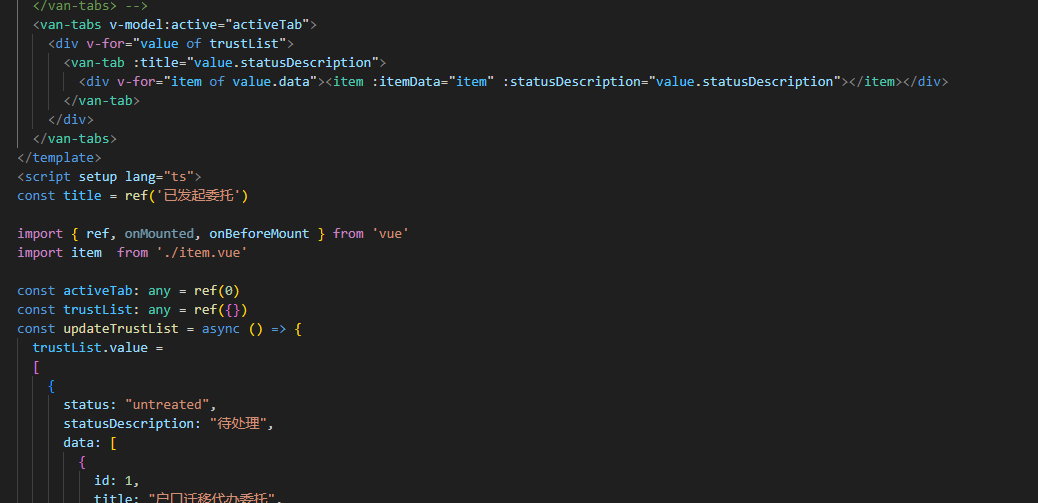 </van-tabs> -->
<van-tabs v-model:active="activeTab">
<div v-for="value of trustList">
<van-tab :title="value.statusDescription">
<div v-for="item of value.data"><item :itemData="item" :statusDescription="value.statusDescription"></item></div>
</van-tab>
</div>
</van-tabs>
</template>
<script setup lang="ts">
const title = ref('已发起委托')
import { ref, onMounted, onBeforeMount } from 'vue'
import item  from './item.vue'
const activeTab: any = ref(0)
const trustList: any = ref({})
const updateTrustList = async () => {
trustList.value =
[
{
status: "untreated",
statusDescription: "待处理",
data: [
{
id: 1,
title: "户口迁移代办委托",